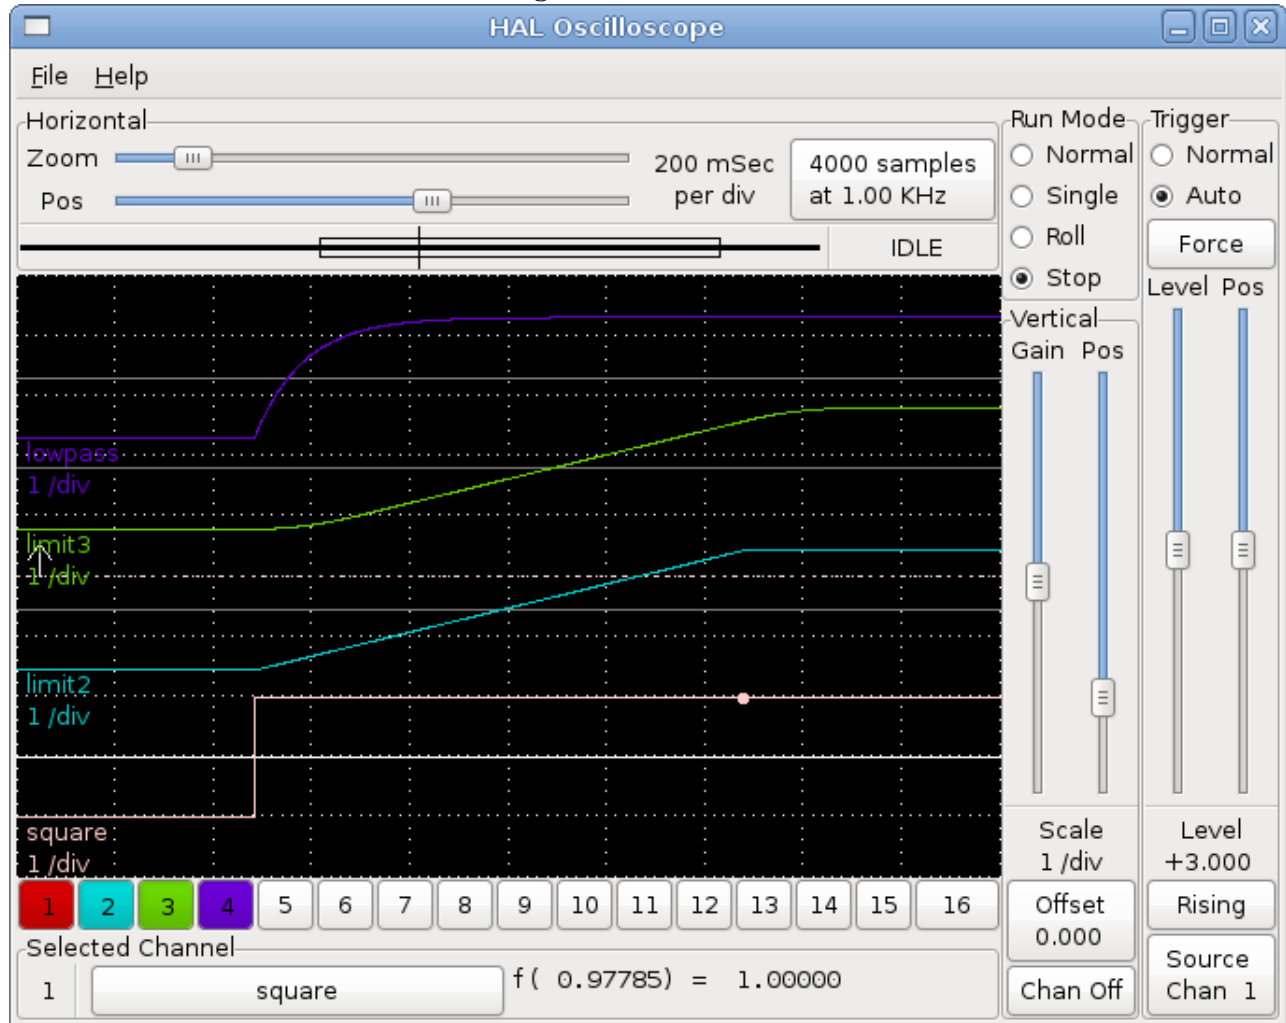 HAL Oscilloscope
File Help
Horizontal
Zoom
Pos
200 mSec
per div
4000 samples
at 1.00 KHz
IDLE
Run Mode
Normal
Single
Roll
Stop
Trigger
Normal
Auto
Force
Level Pos
Vertical
Gain Pos
lowpass
1 /div
limit3
1 /div
limit2
1 /div
square
1 /div
Scale
1 /div
Offset
0.000
Chan Off
Level
+3.000
Rising
Source
Chan 1
1 2 3 4 5 6 7 8 9 10 11 12 13 14 15 16
Selected Channel
1 square f( 0.97785) = 1.00000